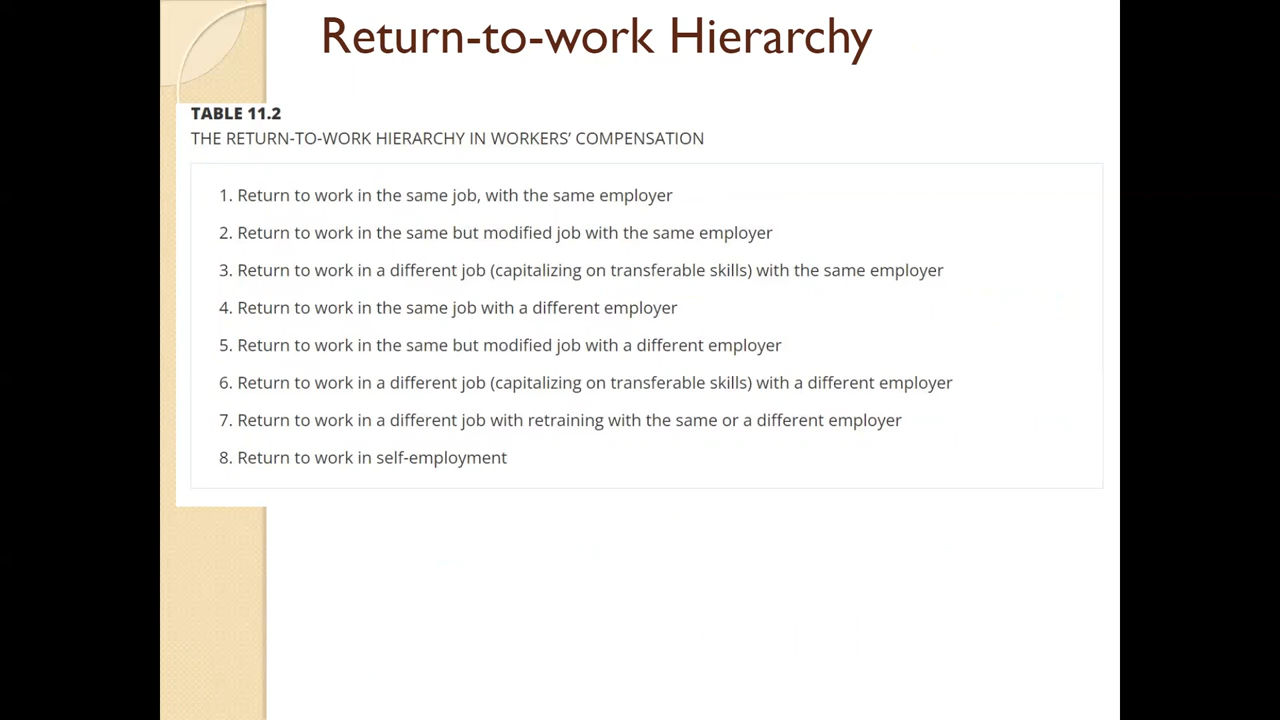 Return-to-work Hierarchy
TABLE 11.2
THE RETURN-TO-WORK HIERARCHY IN WORKERS’ COMPENSATION
1. Return to work in the same job, with the same employer
2. Return to work in the same but modified job with the same employer
3. Return to work in a different job (capitalizing on transferable skills) with the same employer
4. Return to work in the same job with a different employer
5. Return to work in the same but modified job with a different employer
6. Return to work in a different job (capitalizing on transferable skills) with a different employer
7. Return to work in a different job with retraining with the same or a different employer
8. Return to work in self-employment